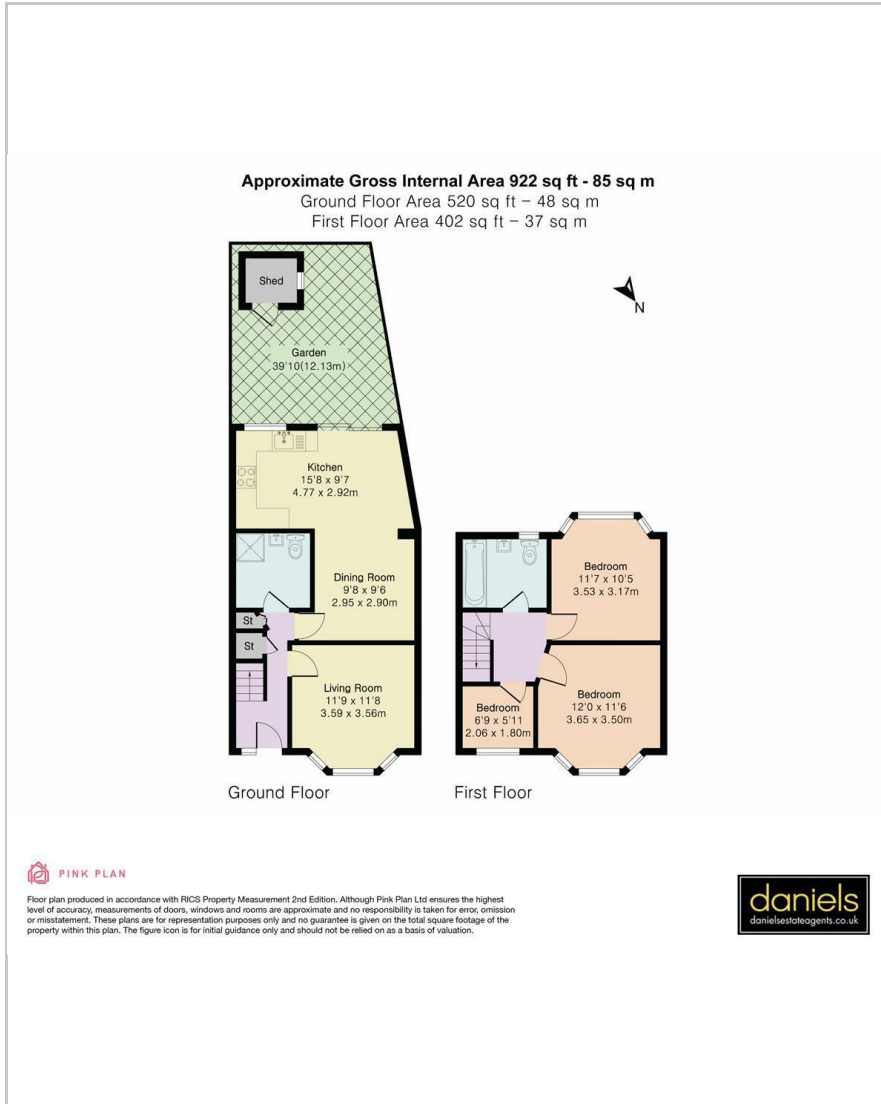 Approximate Gross Internal Area 922 sq ft - 85 sq m
Ground Floor Area 520 sq ft – 48 sq m
First Floor Area 402 sq ft – 37 sq m
Shed
N
Garden
39'10(12.13m)
Kitchen
15'8 x 9'7
4.77 x 2.92m
Dining Room
9'8 x 9'6
2.95 x 2.90m
St
St
Living Room
11'9 x 11'8
3.59 x 3.56m
Ground Floor
Bedroom
11'7 x 10'5
3.53 x 3.17m
Bedroom
12'0 x 11'6
3.65 x 3.50m
Bedroom
6'9 x 5'11
2.06 x 1.80m
First Floor
PINK PLAN
Floor plan produced in accordance with RICS Property Measurement 2nd Edition. Although Pink Plan Ltd ensures the highest
level of accuracy, measurements of doors, windows and rooms are approximate and no responsibility is taken for error, omission
or misstatement. These plans are for representation purposes only and no guarantee is given on the total square footage of the
property within this plan. The figure icon is for initial guidance only and should not be relied on as a basis of valuation.
daniels
danielsestateagents.co.uk